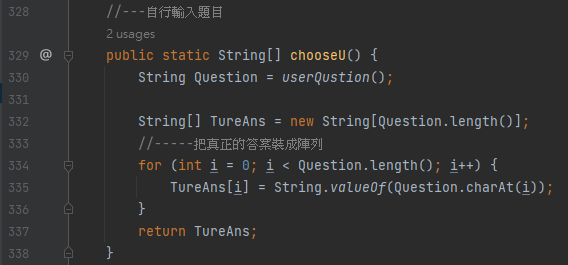 328 //---自行輸入題目
2 usages
329 @ public static String[] chooseU() {
330 String Question = userQustion();
331
332 String[] TureAns = new String[Question.length()];
333 //-----把真正的答案裝成陣列
334 for (int i = 0; i < Question.length(); i++) {
335 TureAns[i] = String.valueOf(Question.charAt(i));
336 }
337 return TureAns;
338 }